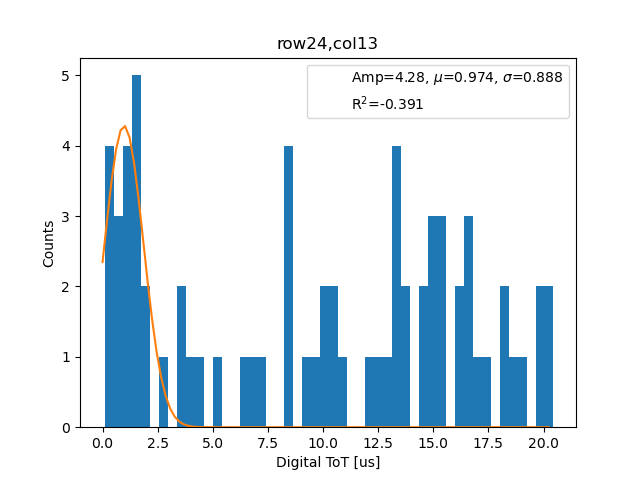 row24,col13
Amp=4.28, μ=0.974, σ=0.888
R²=-0.391
Counts
5
4
3
2
1
0
0.0 2.5 5.0 7.5 10.0 12.5 15.0 17.5 20.0
Digital ToT [us]